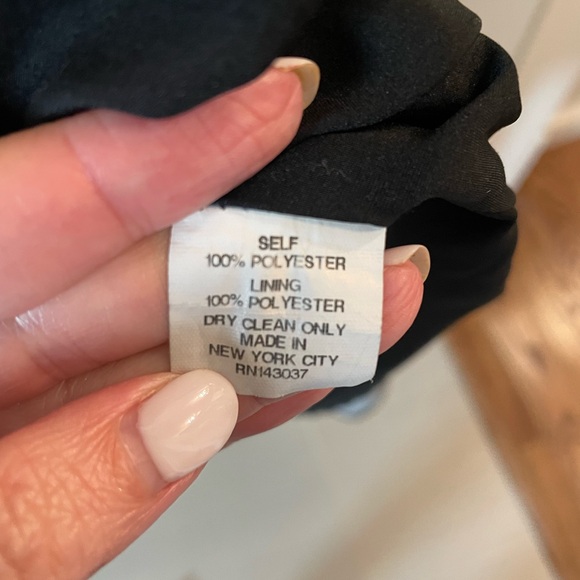 SELF
100% POLYESTER
LINING
100% POLYESTER
DRY CLEAN ONLY
MADE IN
NEW YORK CITY
RN143037